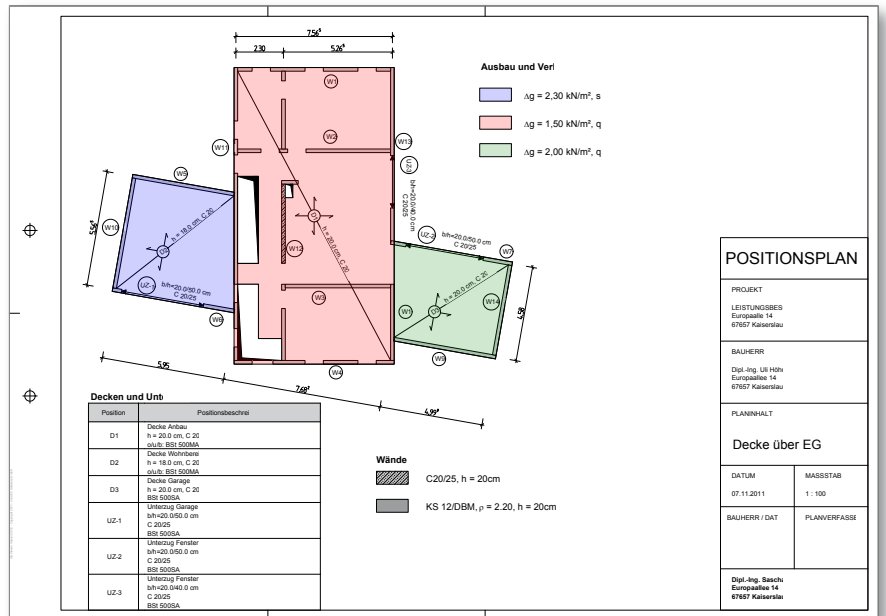 7.56⁵
2.30
5.26⁵
W1
W2
W11
W13
UZ-3
b/h=20.0/40.0 cm
C 20/25
W5
5.56⁵
W10
h = 18.0 cm, C 20
D2
UZ-1
b/h=20.0/50.0 cm
C 20/25
W6
D1
h = 20.0 cm, C 20
W12
W3
W4
UZ-2
b/h=20.0/50.0 cm
C 20/25
W7
h = 20.0 cm, C 20
D3
W14
W9
4.58
5.95
7.68⁵
4.99⁵
Ausbau und Verl
Δg = 2,30 kN/m², s
Δg = 1,50 kN/m², q
Δg = 2,00 kN/m², q
Decken und Unt
Position Positionsbeschrei
D1
Decke Anbau
h = 20.0 cm, C 20
o/u/b: BSt 500MA
D2
Decke Wohnberei
h = 18.0 cm, C 20
o/u/b: BSt 500MA
D3
Decke Garage
h = 20.0 cm, C 20
BSt 500SA
UZ-1
Unterzug Garage
b/h=20.0/50.0 cm
C 20/25
BSt 500SA
UZ-2
Unterzug Fenster
b/h=20.0/50.0 cm
C 20/25
BSt 500SA
UZ-3
Unterzug Fenster
b/h=20.0/40.0 cm
C 20/25
BSt 500SA
Wände
C20/25, h = 20cm
KS 12/DBM, ρ = 2.20, h = 20cm
POSITIONSPLAN
PROJEKT
LEISTUNGSBES
Europaalle 14
67657 Kaiserslau
BAUHERR
Dipl.-Ing. Uli Höhn
Europaallee 14
67657 Kaiserslau
PLANINHALT
Decke über EG
DATUM MASSSTAB
07.11.2011 1 : 100
BAUHERR / DAT PLANVERFASSE
Dipl.-Ing. Sascha
Europaallee 14
67657 Kaiserslau